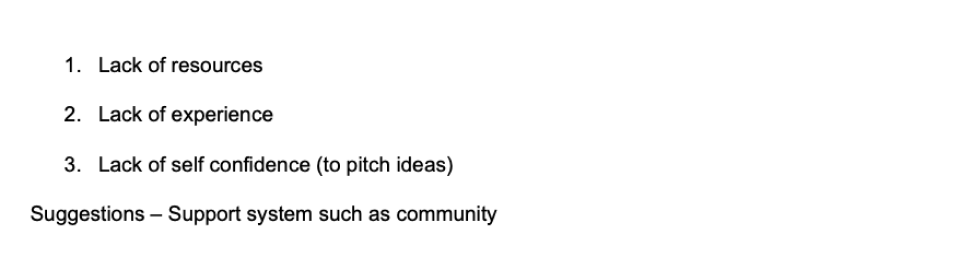 1. Lack of resources
2. Lack of experience
3. Lack of self confidence (to pitch ideas)
Suggestions – Support system such as community